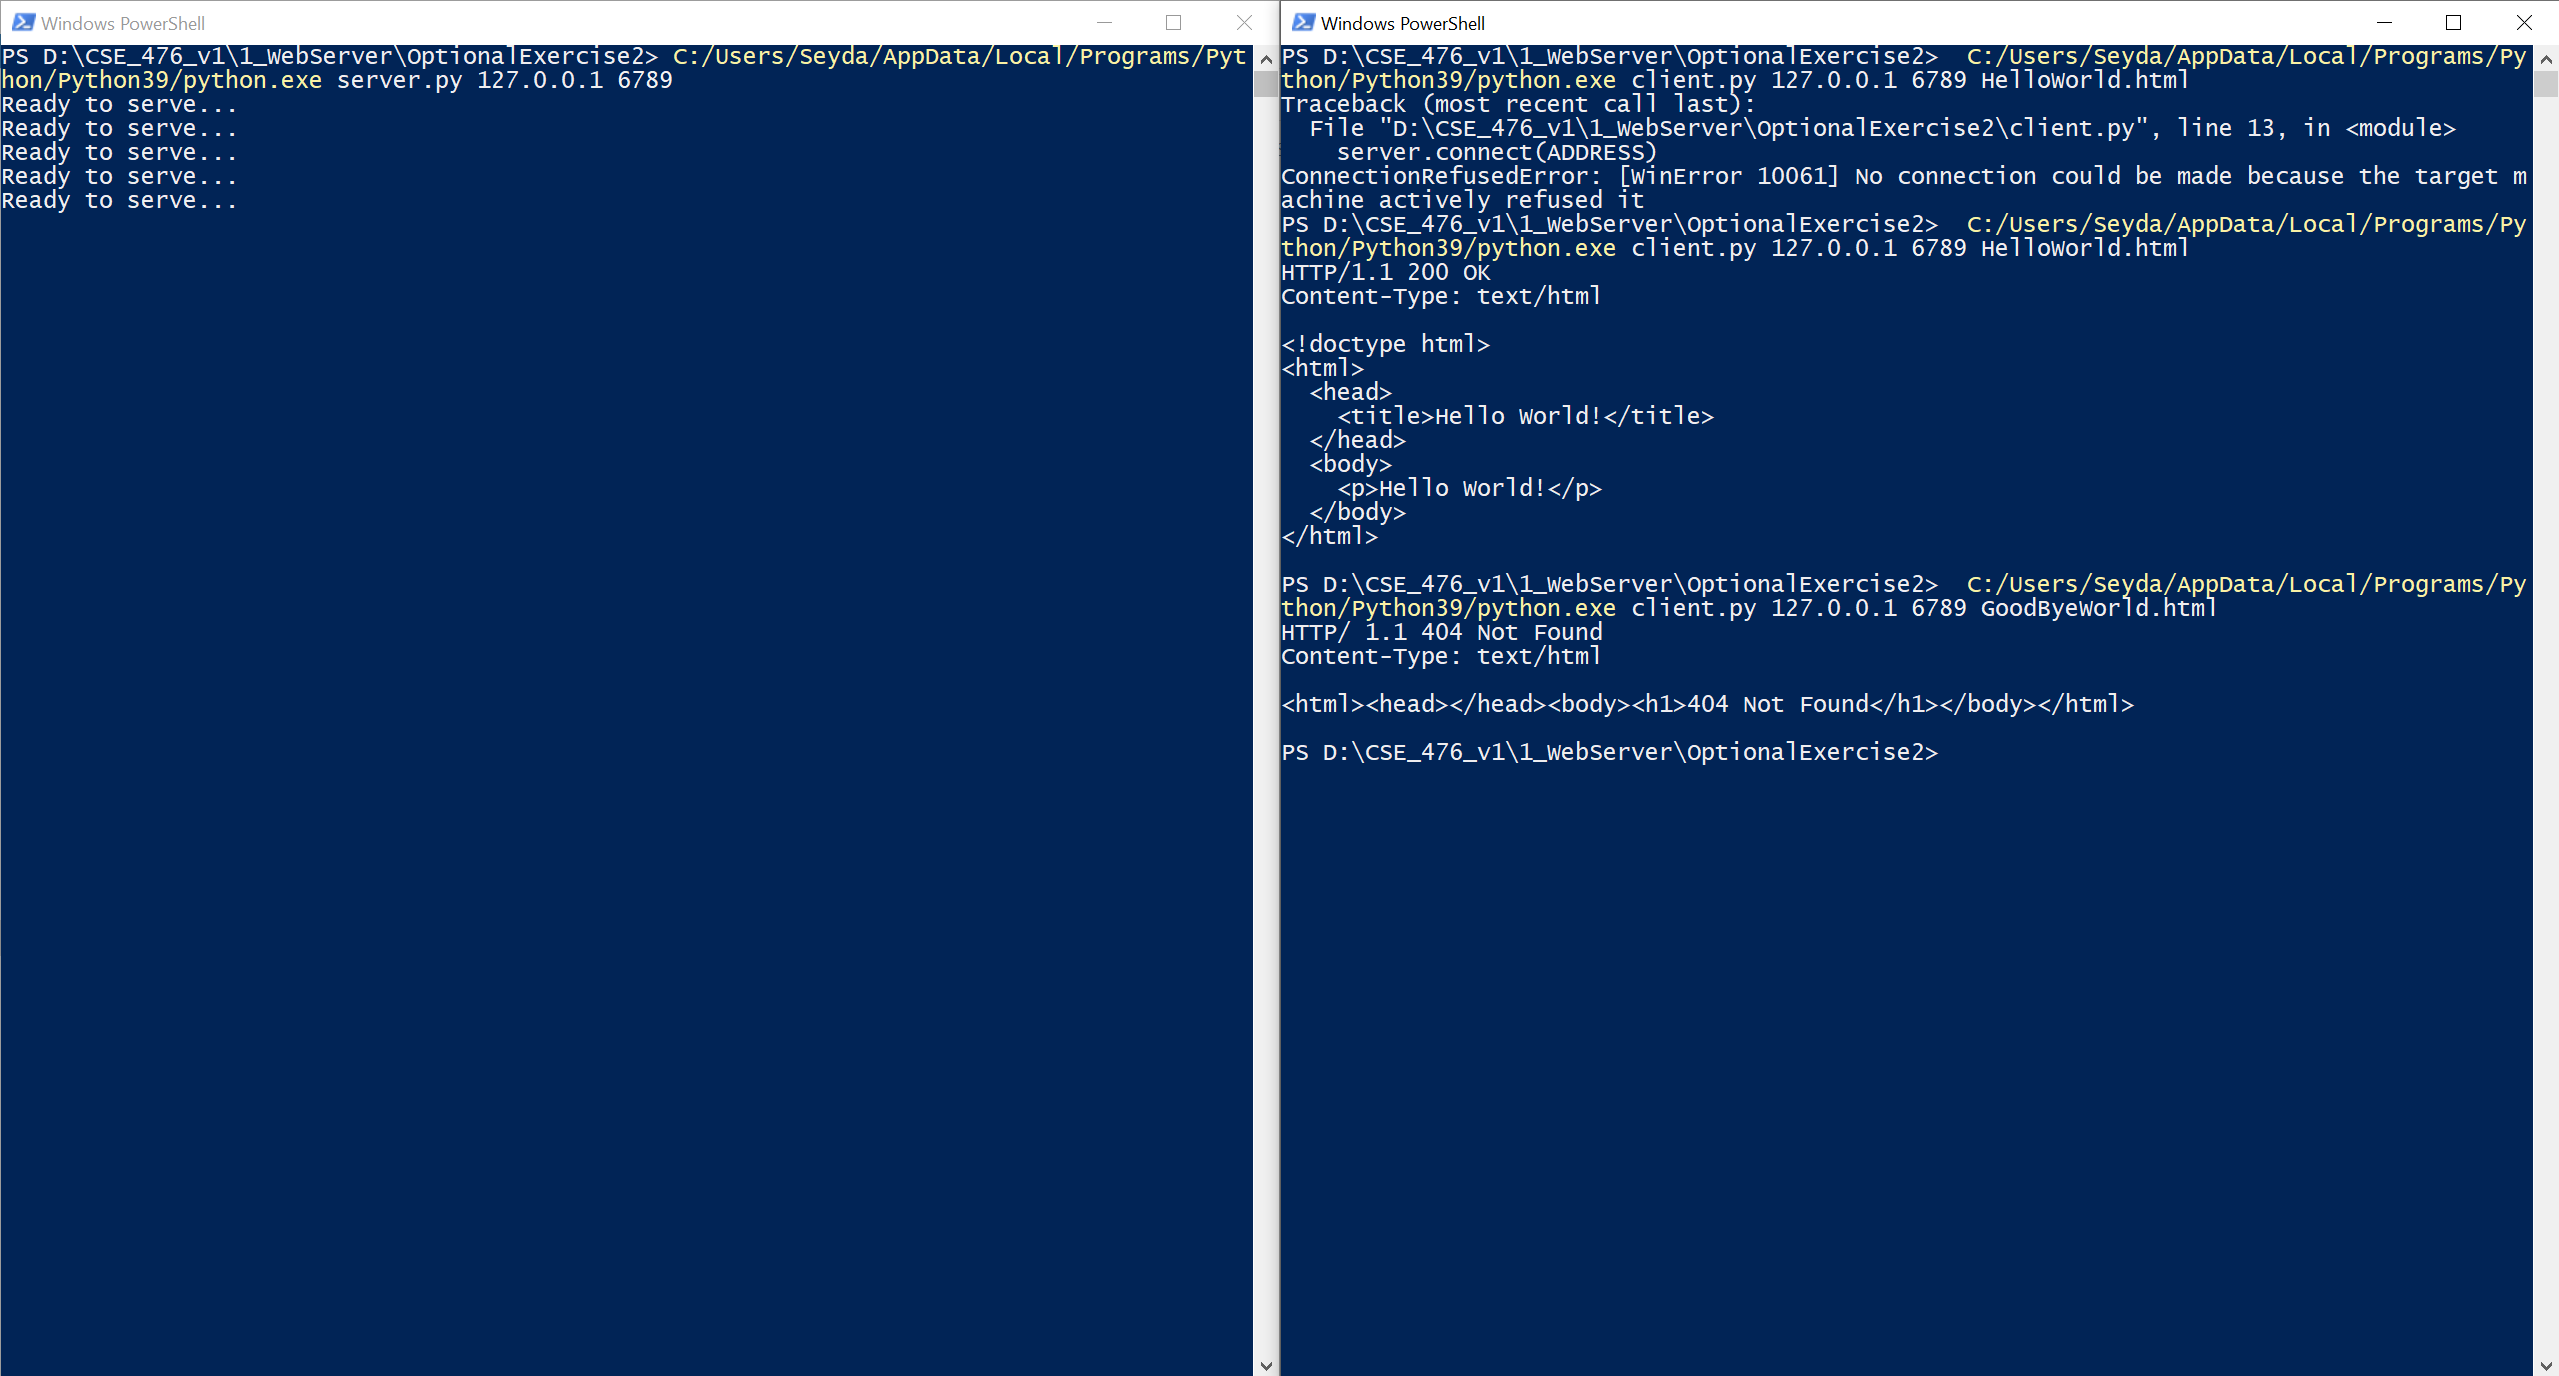 Windows PowerShell
PS D:\CSE_476_v1\1_WebServer\OptionalExercise2> C:/Users/Seyda/AppData/Local/Programs/Pyt
hon/Python39/python.exe server.py 127.0.0.1 6789
Ready to serve...
Ready to serve...
Ready to serve...
Ready to serve...
Ready to serve...
Windows PowerShell
PS D:\CSE_476_v1\1_WebServer\OptionalExercise2>  C:/Users/Seyda/AppData/Local/Programs/Py
thon/Python39/python.exe client.py 127.0.0.1 6789 HelloWorld.html
Traceback (most recent call last):
  File "D:\CSE_476_v1\1_WebServer\OptionalExercise2\client.py", line 13, in <module>
    server.connect(ADDRESS)
ConnectionRefusedError: [WinError 10061] No connection could be made because the target m
achine actively refused it
PS D:\CSE_476_v1\1_WebServer\OptionalExercise2>  C:/Users/Seyda/AppData/Local/Programs/Py
thon/Python39/python.exe client.py 127.0.0.1 6789 HelloWorld.html
HTTP/1.1 200 OK
Content-Type: text/html

<!doctype html>
<html>
  <head>
    <title>Hello World!</title>
  </head>
  <body>
    <p>Hello World!</p>
  </body>
</html>

PS D:\CSE_476_v1\1_WebServer\OptionalExercise2>  C:/Users/Seyda/AppData/Local/Programs/Py
thon/Python39/python.exe client.py 127.0.0.1 6789 GoodByeWorld.html
HTTP/ 1.1 404 Not Found
Content-Type: text/html

<html><head></head><body><h1>404 Not Found</h1></body></html>

PS D:\CSE_476_v1\1_WebServer\OptionalExercise2>